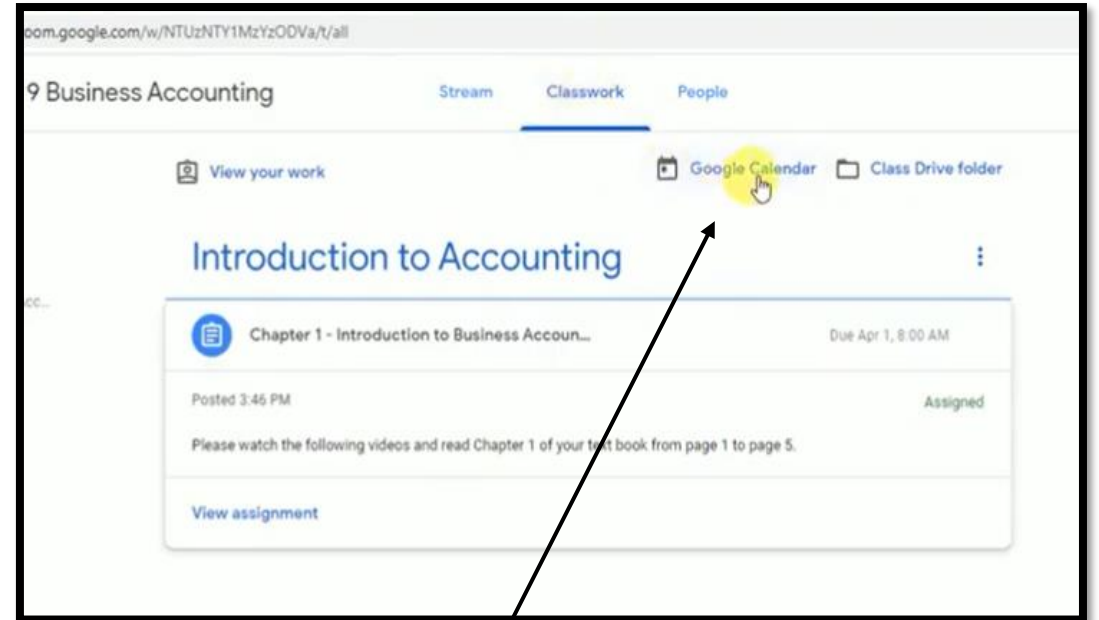 oom.google.com/w/NTUzNTY1MzYzODVa/t/all
9 Business Accounting Stream Classwork People
View your work Google Calendar Class Drive folder
Introduction to Accounting
cc...
Chapter 1 - Introduction to Business Accoun... Due Apr 1, 8:00 AM
Posted 3:46 PM Assigned
Please watch the following videos and read Chapter 1 of your text book from page 1 to page 5.
View assignment